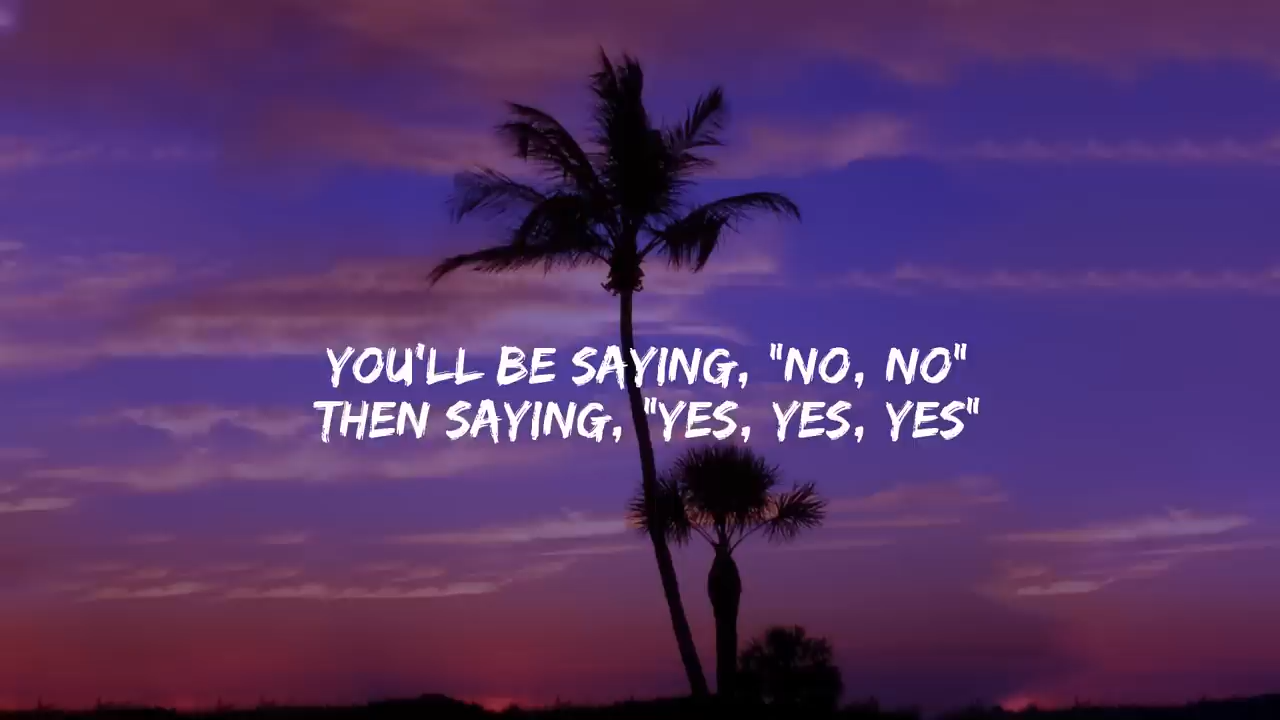 YOU'LL BE SAYING, "NO, NO"
THEN SAYING, "YES, YES, YES"